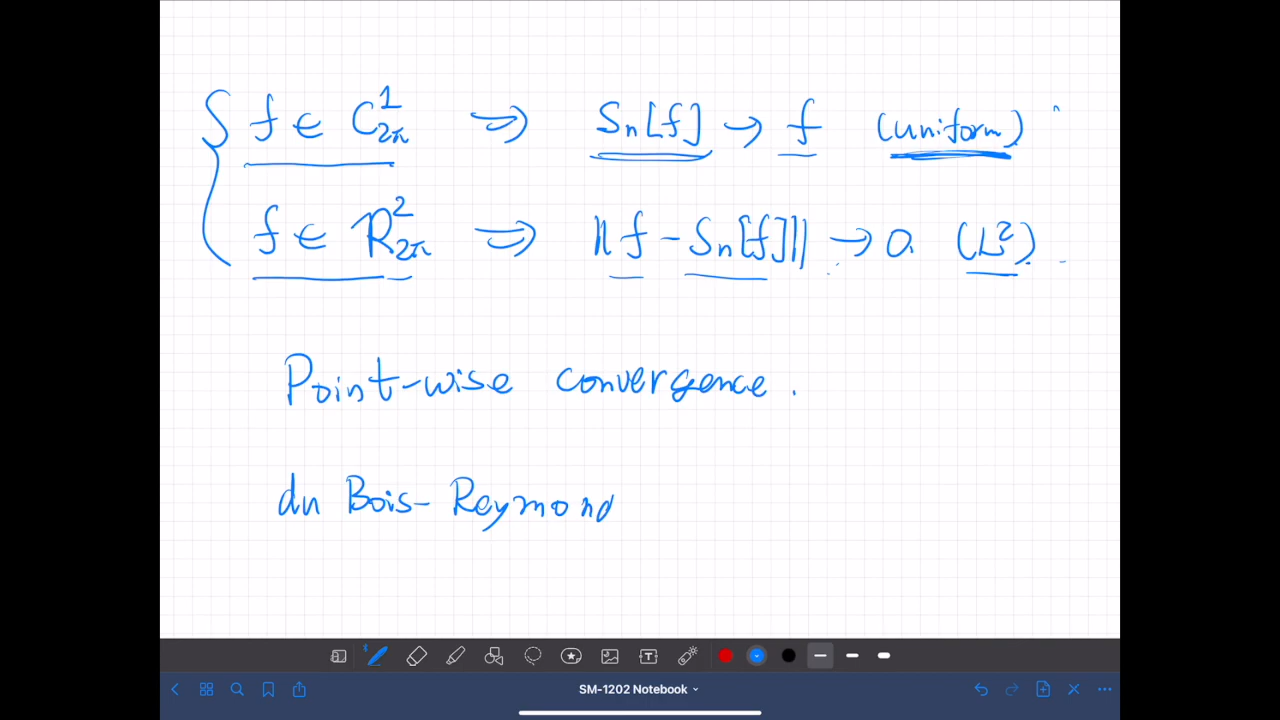 f ∈ C¹₂π ⇒ Sn[f] → f (uniform)
f ∈ R²₂π ⇒ ||f - Sn[f]|| → 0. (L²).
Point-wise convergence.
du Bois-Reymond
SM-1202 Notebook